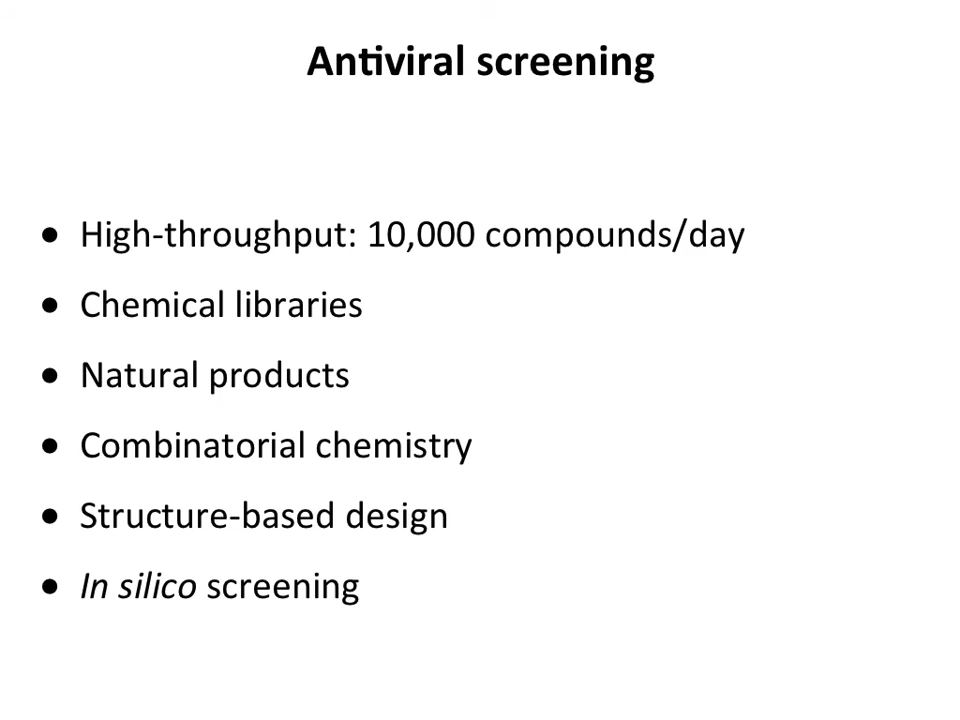 Antiviral screening
• High-throughput: 10,000 compounds/day
• Chemical libraries
• Natural products
• Combinatorial chemistry
• Structure-based design
• In silico screening